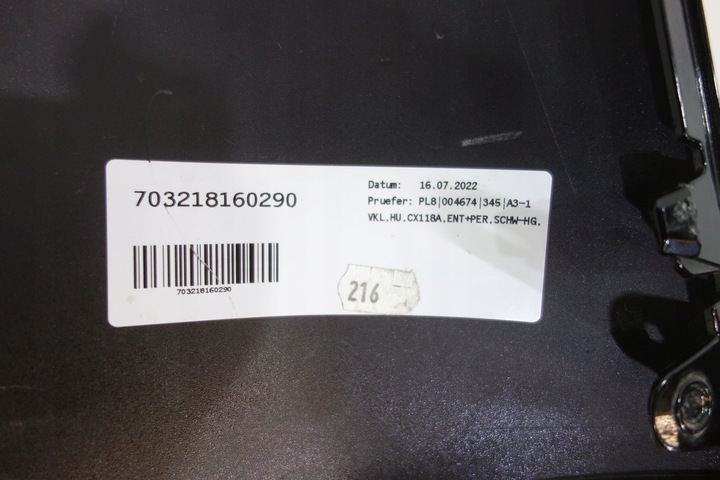 703218160290
703218160290
Datum: 16.07.2022
Pruefer: PL8|004674|345|A3-1
VKL,HU,CX118A,ENT+PER,SCHW-HG,
216